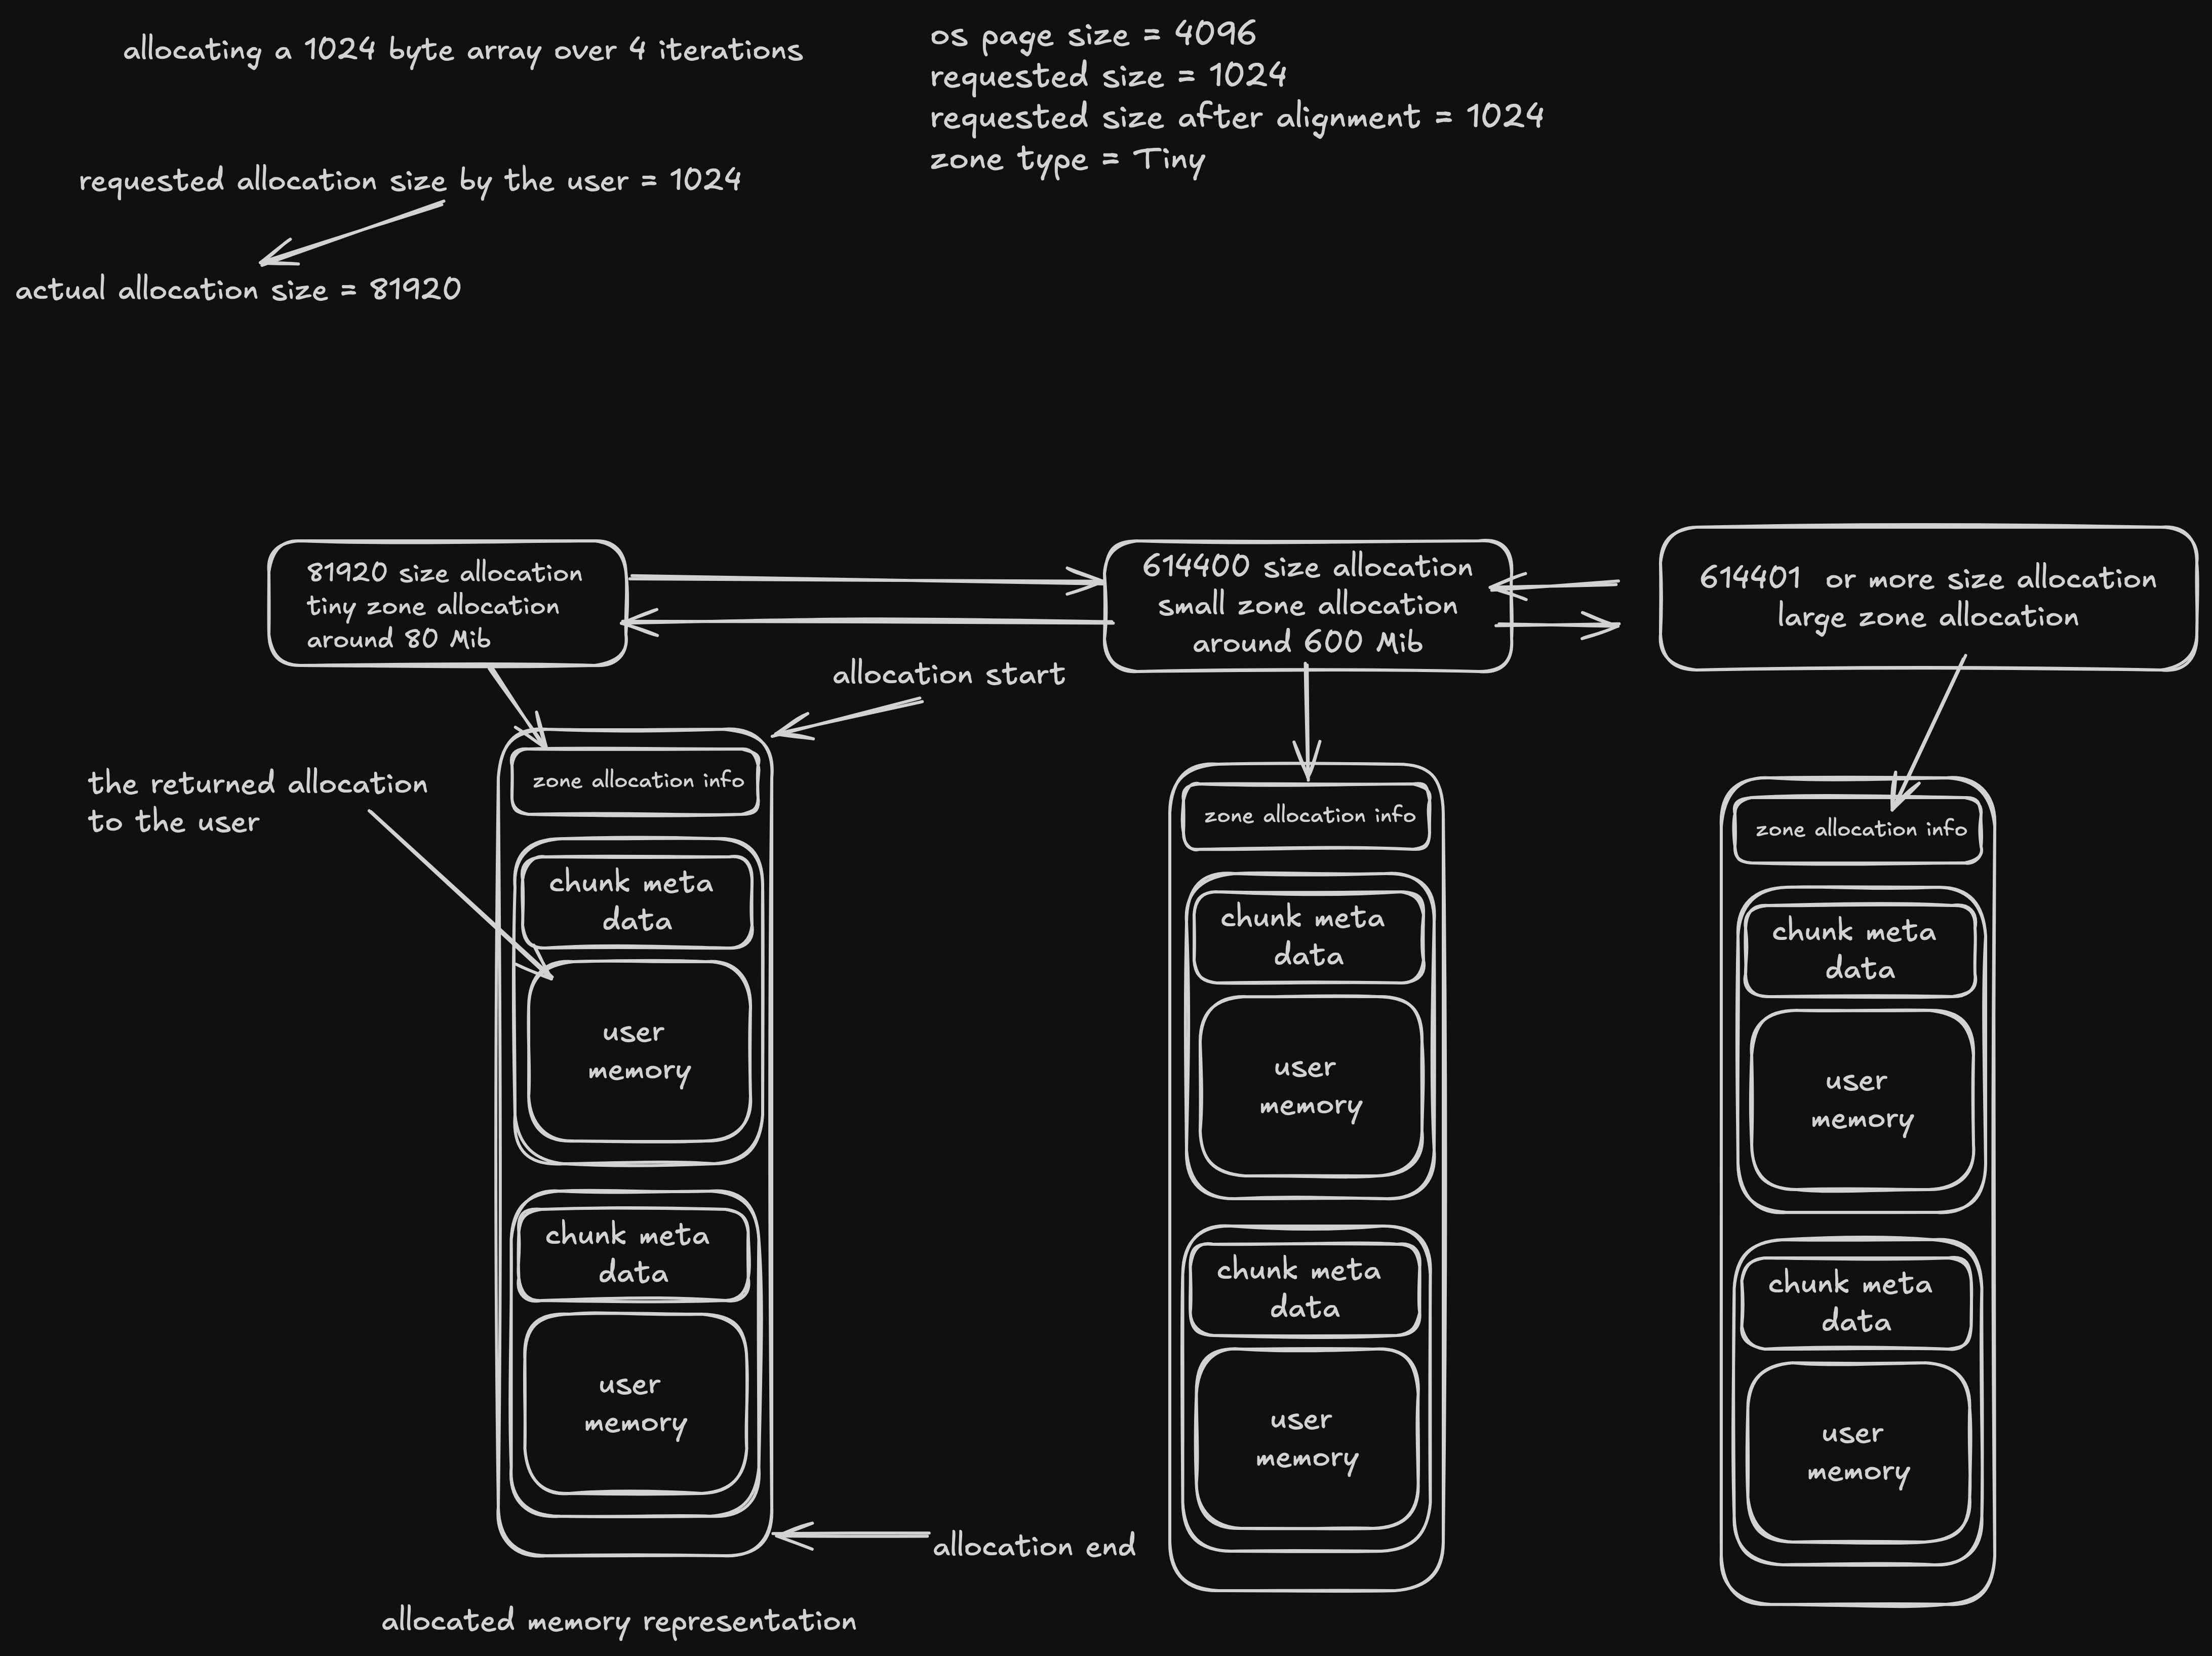 allocating a 1024 byte array over 4 iterations
os page size = 4096
requested size = 1024
requested size after alignment = 1024
zone type = Tiny
requested allocation size by the user = 1024
actual allocation size = 81920
81920 size allocation
tiny zone allocation
around 80 Mib
614400 size allocation
small zone allocation
around 600 Mib
614401 or more size allocation
large zone allocation
allocation start
the returned allocation
to the user
zone allocation info
chunk meta
data
user
memory
chunk meta
data
user
memory
allocation end
allocated memory representation
zone allocation info
chunk meta
data
user
memory
chunk meta
data
user
memory
zone allocation info
chunk meta
data
user
memory
chunk meta
data
user
memory